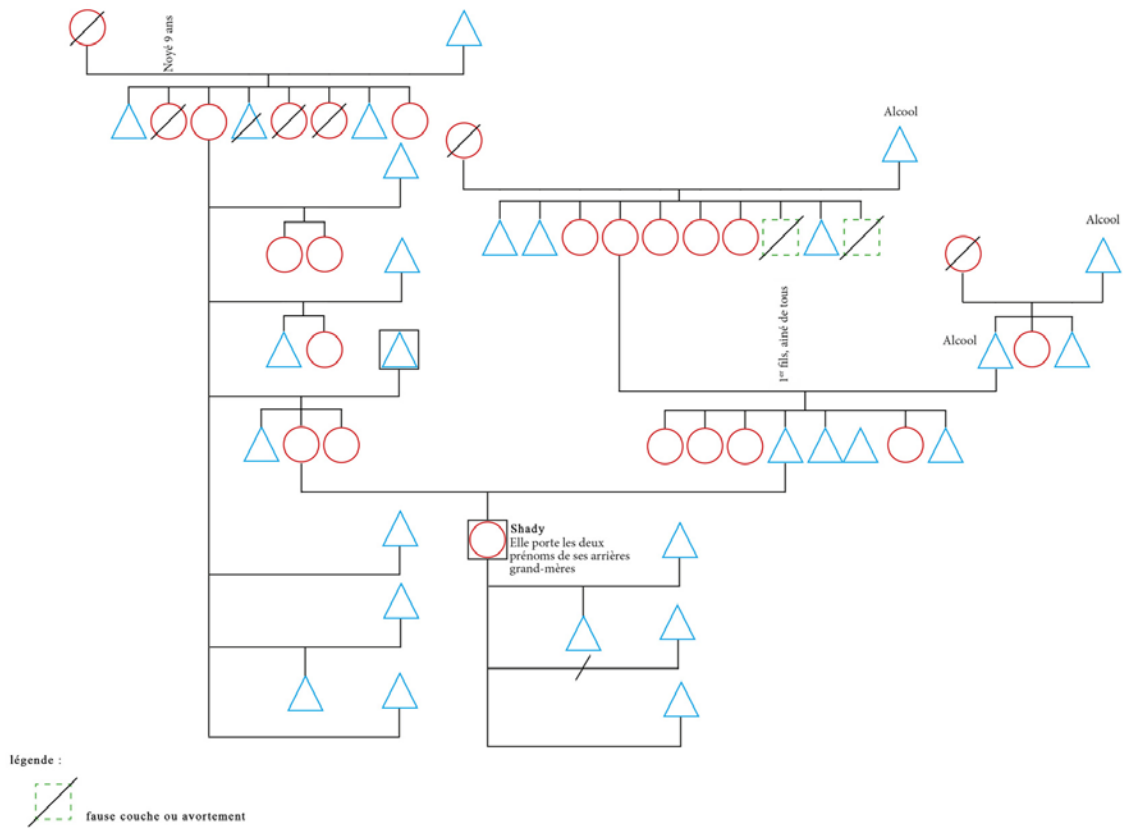 Noyé 9 ans
Alcool
Alcool
Alcool
1er fils, ainé de tous
Shady
Elle porte les deux
prénoms de ses arrières
grand-mères
légende :
fause couche ou avortement